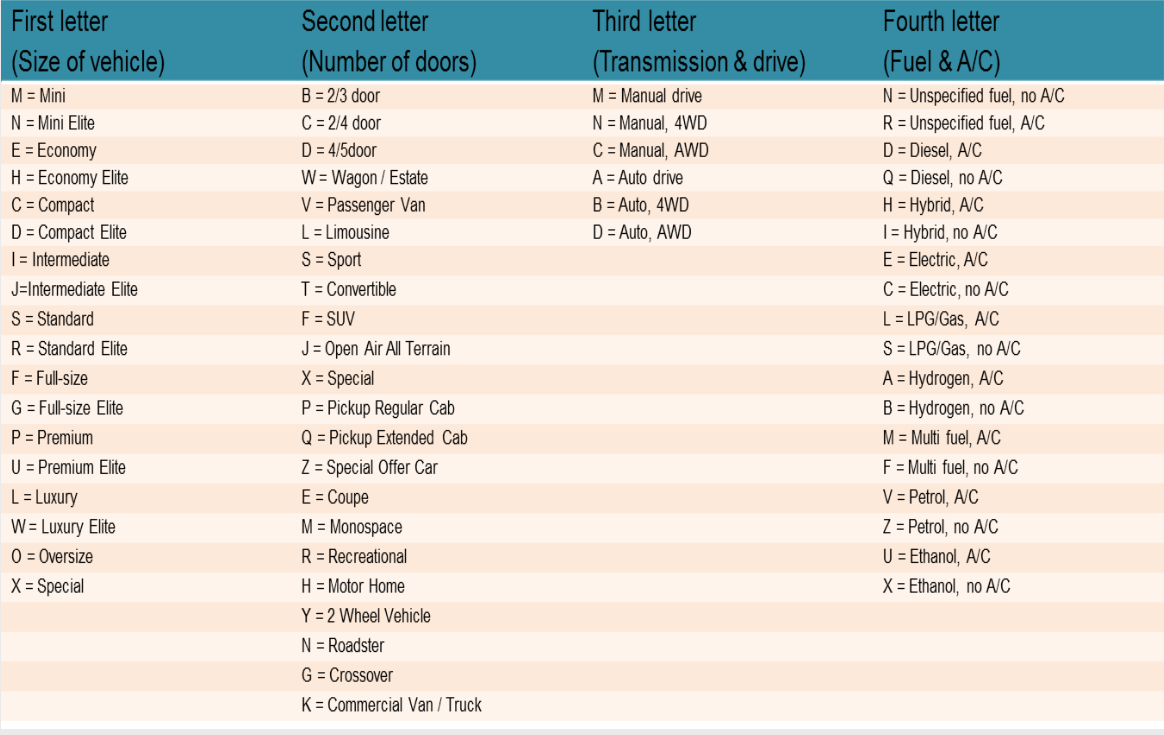 First letter Second letter Third letter Fourth letter
(Size of vehicle) (Number of doors) (Transmission & drive) (Fuel & A/C)
M = Mini B = 2/3 door M = Manual drive N = Unspecified fuel, no A/C
N = Mini Elite C = 2/4 door N = Manual, 4WD R = Unspecified fuel, A/C
E = Economy D = 4/5door C = Manual, AWD D = Diesel, A/C
H = Economy Elite W = Wagon / Estate A = Auto drive Q = Diesel, no A/C
C = Compact V = Passenger Van B = Auto, 4WD H = Hybrid, A/C
D = Compact Elite L = Limousine D = Auto, AWD I = Hybrid, no A/C
I = Intermediate S = Sport E = Electric, A/C
J=Intermediate Elite T = Convertible C = Electric, no A/C
S = Standard F = SUV L = LPG/Gas, A/C
R = Standard Elite J = Open Air All Terrain S = LPG/Gas, no A/C
F = Full-size X = Special A = Hydrogen, A/C
G = Full-size Elite P = Pickup Regular Cab B = Hydrogen, no A/C
P = Premium Q = Pickup Extended Cab M = Multi fuel, A/C
U = Premium Elite Z = Special Offer Car F = Multi fuel, no A/C
L = Luxury E = Coupe V = Petrol, A/C
W = Luxury Elite M = Monospace Z = Petrol, no A/C
O = Oversize R = Recreational U = Ethanol, A/C
X = Special H = Motor Home X = Ethanol, no A/C
Y = 2 Wheel Vehicle
N = Roadster
G = Crossover
K = Commercial Van / Truck